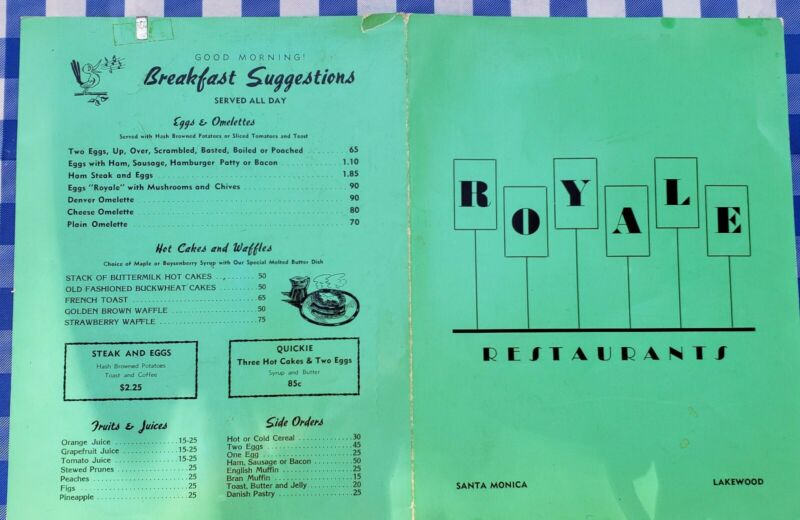 GOOD MORNING!
Breakfast Suggestions
SERVED ALL DAY
Eggs & Omelettes
Served with Hash Browned Potatoes or Sliced Tomatoes and Toast
Two Eggs, Up, Over, Scrambled, Basted, Boiled or Poached ........ 65
Eggs with Ham, Sausage, Hamburger Patty or Bacon ........ 1.10
Ham Steak and Eggs ........ 1.85
Eggs "Royale" with Mushrooms and Chives ........ 90
Denver Omelette ........ 90
Cheese Omelette ........ 80
Plain Omelette ........ 70
Hot Cakes and Waffles
Choice of Maple or Boysenberry Syrup with Our Special Melted Butter Dish
STACK OF BUTTERMILK HOT CAKES ........ 50
OLD FASHIONED BUCKWHEAT CAKES ........ 50
FRENCH TOAST ........ 65
GOLDEN BROWN WAFFLE ........ 50
STRAWBERRY WAFFLE ........ 75
STEAK AND EGGS
Hash Browned Potatoes
Toast and Coffee
$2.25
QUICKIE
Three Hot Cakes & Two Eggs
Syrup and Butter
85c
Fruits & Juices
Orange Juice ........ 15-25
Grapefruit Juice ........ 15-25
Tomato Juice ........ 15-25
Stewed Prunes ........ 25
Peaches ........ 25
Figs ........ 25
Pineapple ........ 25
Side Orders
Hot or Cold Cereal ........ 30
Two Eggs ........ 45
One Egg ........ 25
Ham, Sausage or Bacon ........ 50
English Muffin ........ 25
Bran Muffin ........ 15
Toast, Butter and Jelly ........ 20
Danish Pastry ........ 25
ROYALE
RESTAURANTS
SANTA MONICA
LAKEWOOD